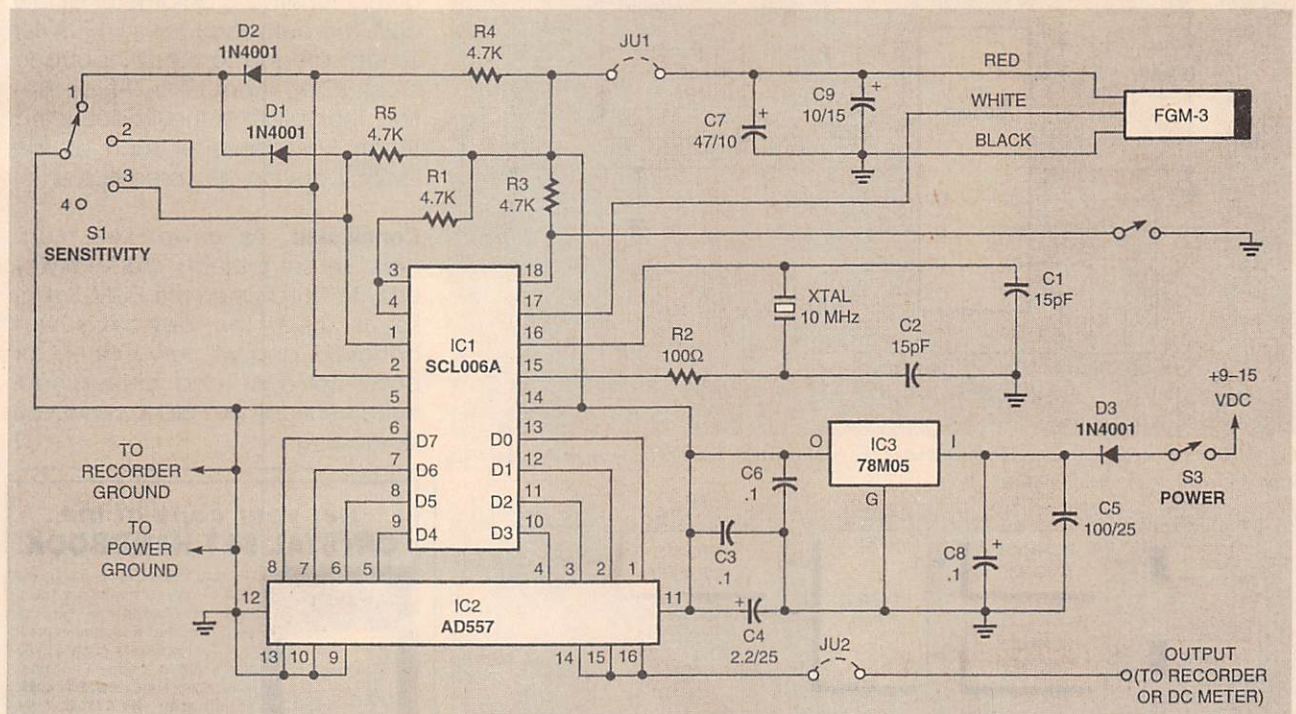 D2
1N4001
R4
4.7K
JU1
RED
WHITE
BLACK
FGM-3
C7
47/10
C9
10/15
1
2
3
4
S1
SENSITIVITY
D1
1N4001
R5
4.7K
R1
4.7K
R3
4.7K
3
4
1
2
5
6
7
8
9
IC1
SCL006A
D7
D6
D5
D4
D0
D1
D2
D3
18
17
16
15
14
13
12
11
10
XTAL
10 MHz
C1
15pF
R2
100Ω
C2
15pF
+9–15
VDC
D3
1N4001
S3
POWER
O
IC3
78M05
I
G
C6
.1
C3
.1
C4
2.2/25
C8
.1
C5
100/25
TO
RECORDER
GROUND
TO
POWER
GROUND
8
7
6
5
4
3
2
1
12
IC2
AD557
11
13
10
9
14
15
16
JU2
OUTPUT
(TO RECORDER
OR DC METER)